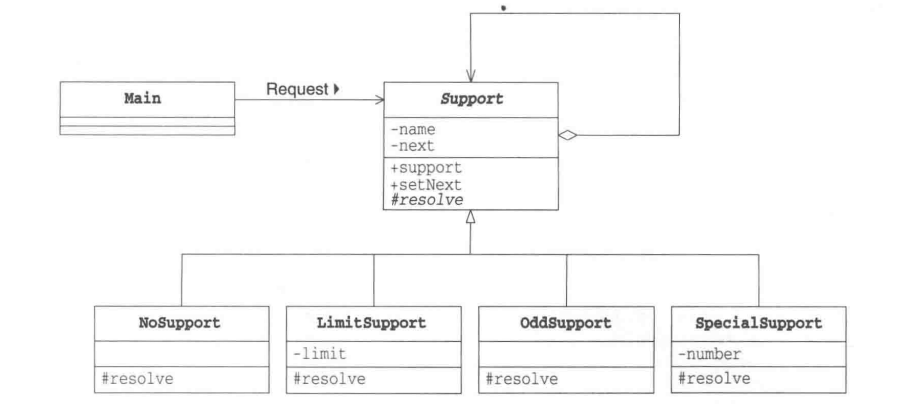 Main
Request
Support
-name
-next
+support
+setNext
#resolve
NoSupport
#resolve
LimitSupport
-limit
#resolve
OddSupport
#resolve
SpecialSupport
-number
#resolve